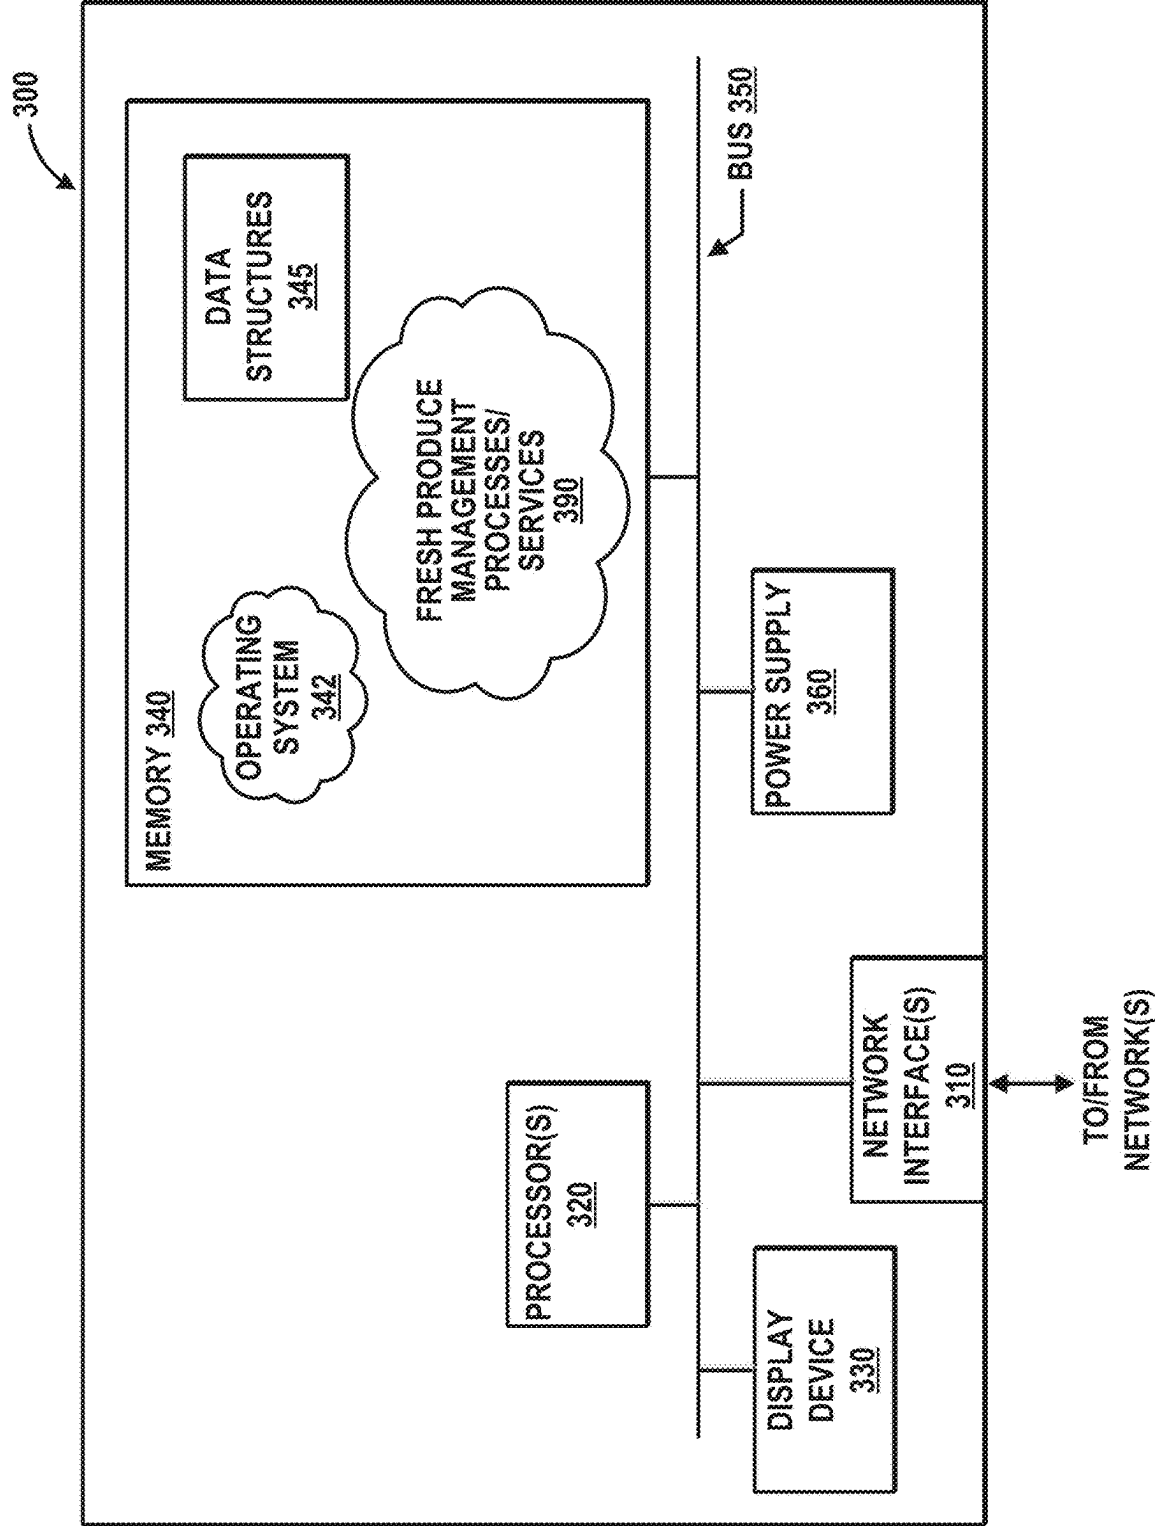 300
MEMORY 340
OPERATING
SYSTEM
342
DATA
STRUCTURES
345
FRESH PRODUCE
MANAGEMENT
PROCESSES/
SERVICES
390
PROCESSOR(S)
320
BUS 350
DISPLAY
DEVICE
330
NETWORK
INTERFACE(S)
310
POWER SUPPLY
360
TO/FROM
NETWORK(S)